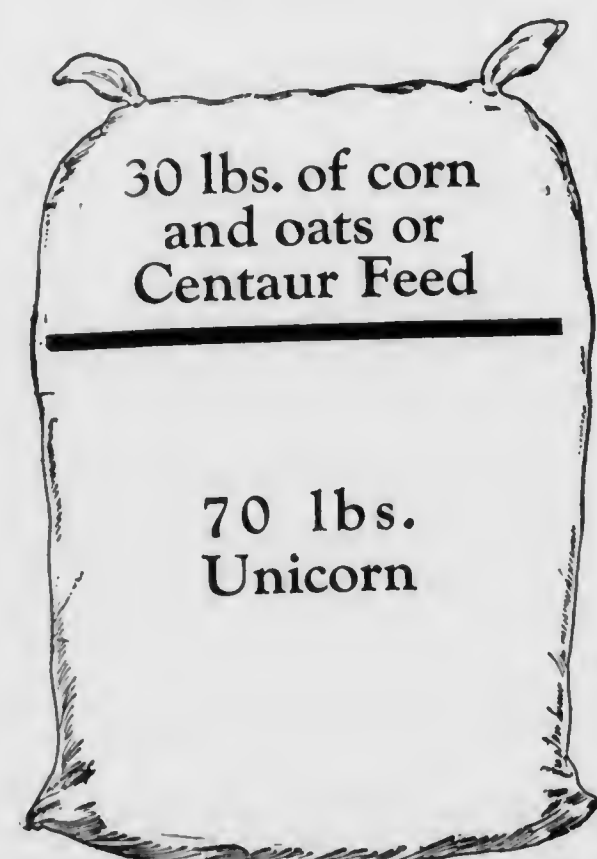 30 lbs. of corn
and oats or
Centaur Feed
70 lbs.
Unicorn